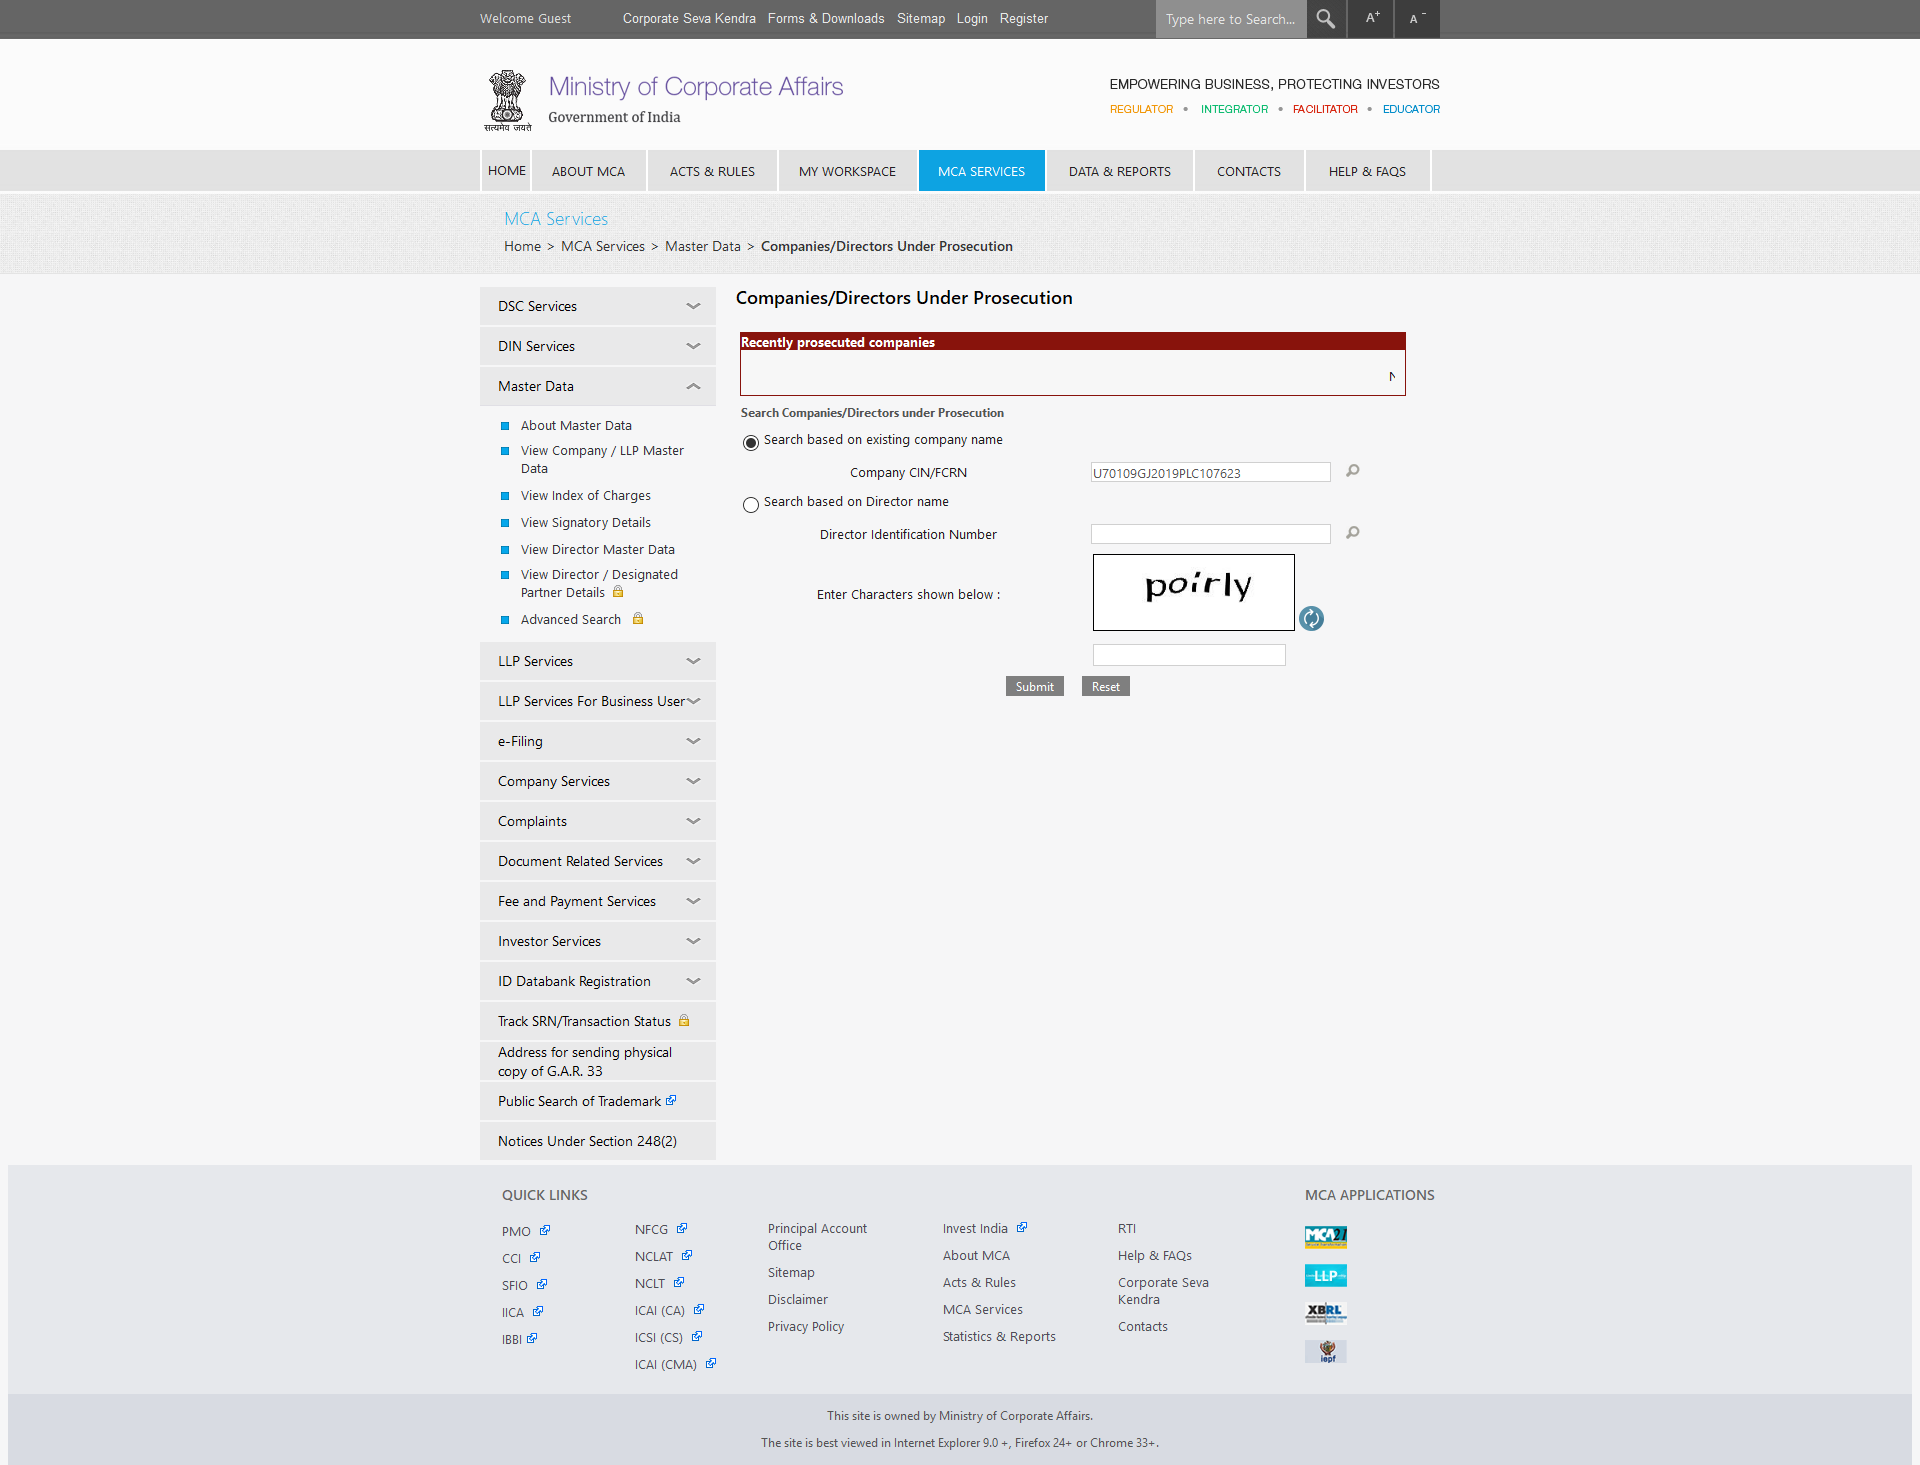 Welcome Guest
Corporate Seva Kendra Forms & Downloads Sitemap Login Register
Type here to Search...
A+
A-
सत्यमेव जयते
Ministry of Corporate Affairs
Government of India
EMPOWERING BUSINESS, PROTECTING INVESTORS
REGULATOR • INTEGRATOR • FACILITATOR • EDUCATOR
HOME ABOUT MCA ACTS & RULES MY WORKSPACE MCA SERVICES DATA & REPORTS CONTACTS HELP & FAQS
MCA Services
Home > MCA Services > Master Data > Companies/Directors Under Prosecution
DSC Services
DIN Services
Master Data
About Master Data
View Company / LLP Master
Data
View Index of Charges
View Signatory Details
View Director Master Data
View Director / Designated
Partner Details
Advanced Search
LLP Services
LLP Services For Business User
e-Filing
Company Services
Complaints
Document Related Services
Fee and Payment Services
Investor Services
ID Databank Registration
Track SRN/Transaction Status
Address for sending physical
copy of G.A.R. 33
Public Search of Trademark
Notices Under Section 248(2)
Companies/Directors Under Prosecution
Recently prosecuted companies
N
Search Companies/Directors under Prosecution
Search based on existing company name
Company CIN/FCRN
U70109GJ2019PLC107623
Search based on Director name
Director Identification Number
Enter Characters shown below :
poirly
Submit
Reset
QUICK LINKS
PMO
CCI
SFIO
IICA
IBBI
NFCG
NCLAT
NCLT
ICAI (CA)
ICSI (CS)
ICAI (CMA)
Principal Account
Office
Sitemap
Disclaimer
Privacy Policy
Invest India
About MCA
Acts & Rules
MCA Services
Statistics & Reports
RTI
Help & FAQs
Corporate Seva
Kendra
Contacts
MCA APPLICATIONS
MCA21
LLP
XBRL
iepf
This site is owned by Ministry of Corporate Affairs.
The site is best viewed in Internet Explorer 9.0 +, Firefox 24+ or Chrome 33+.